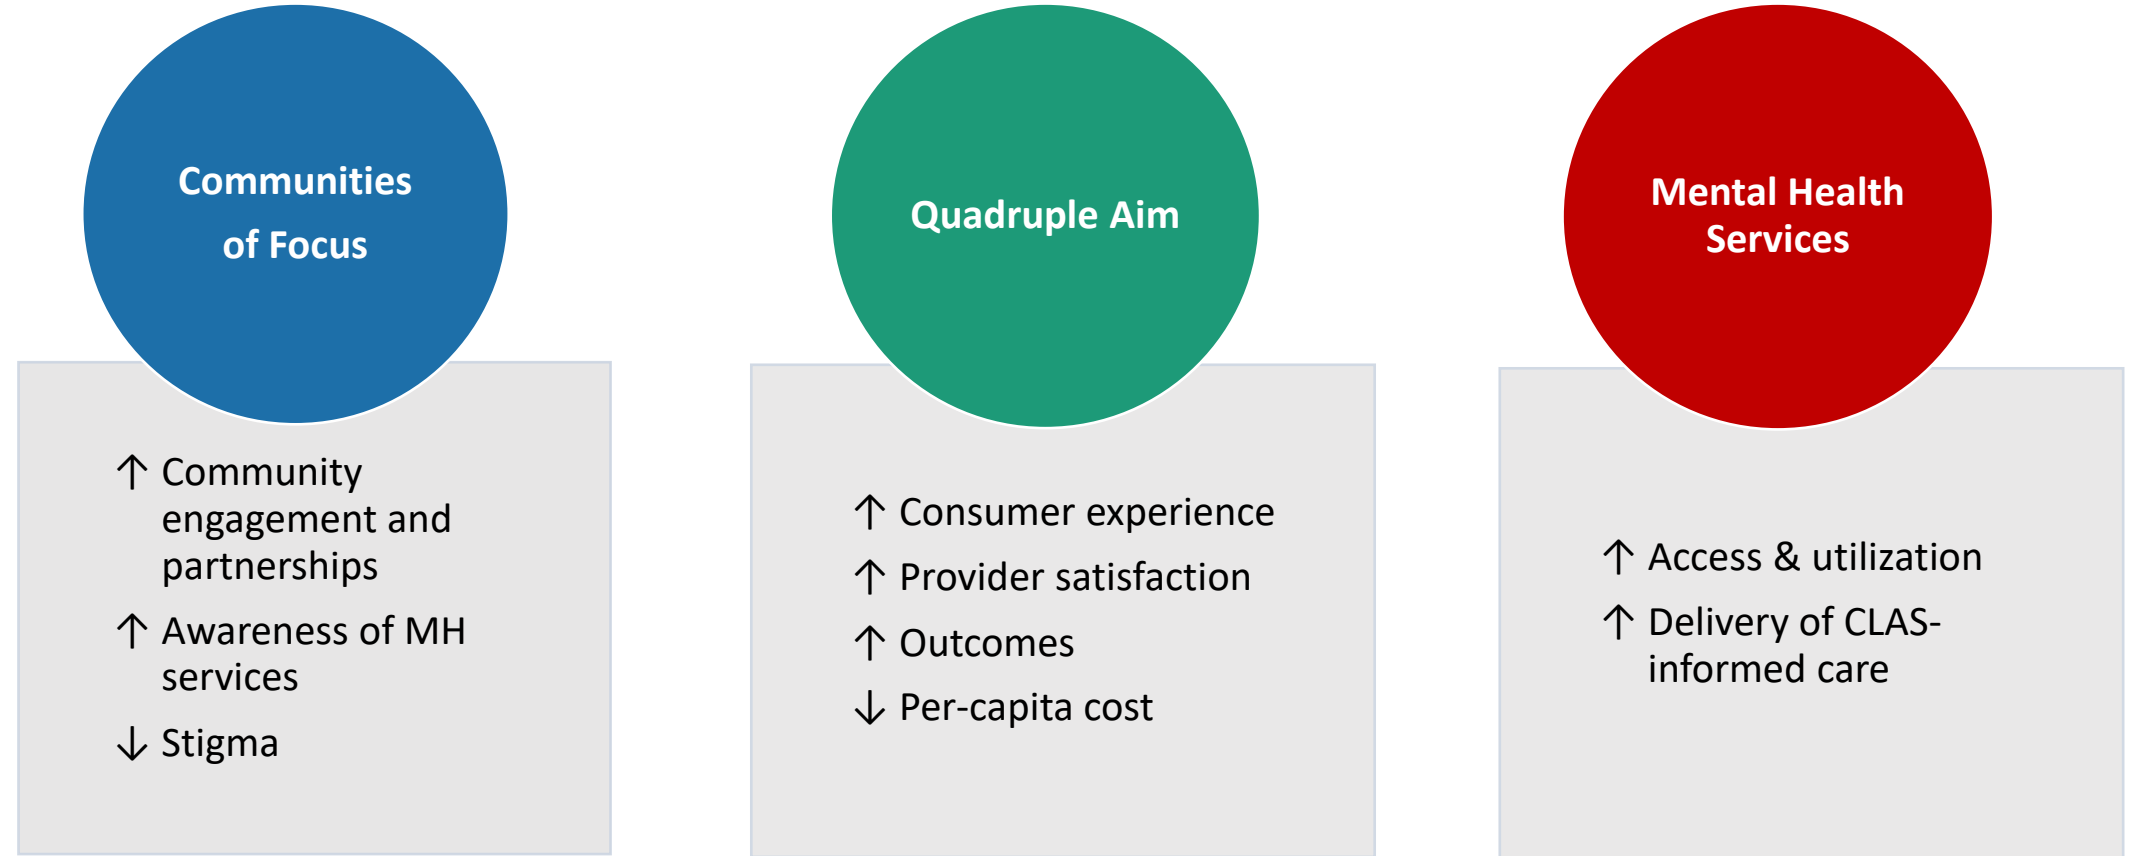 Communities
of Focus
↑ Community
engagement and
partnerships
↑ Awareness of MH
services
↓ Stigma
Quadruple Aim
↑ Consumer experience
↑ Provider satisfaction
↑ Outcomes
↓ Per-capita cost
Mental Health
Services
↑ Access & utilization
↑ Delivery of CLAS-
informed care